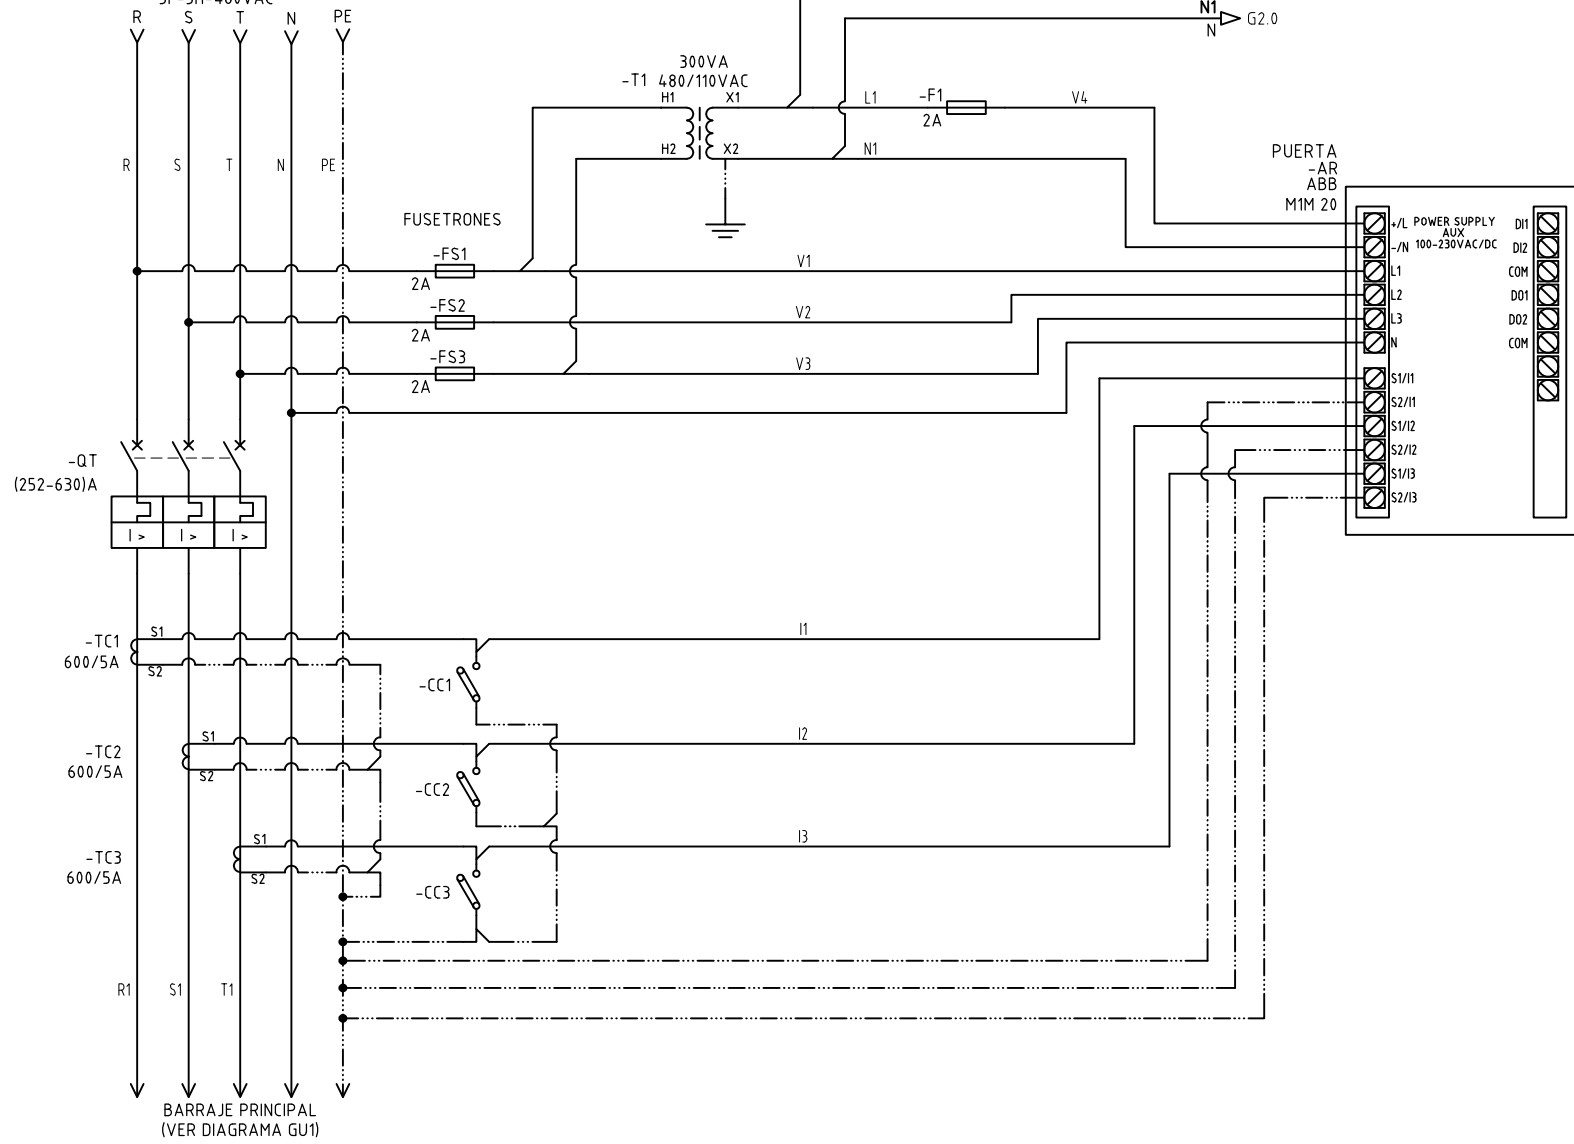 3F-3H-480VAC
R S T N PE
N1
N
G2.0
300VA
-T1 480/110VAC
H1 X1
L1
-F1
2A
V4
H2 X2
N1
R S T N PE
PUERTA
-AR
ABB
M1M 20
FUSETRONES
+/L POWER SUPPLY
AUX
-/N 100-230VAC/DC
L1
L2
L3
N
S1/I1
S2/I1
S1/I2
S2/I2
S1/I3
S2/I3
DI1
DI2
COM
DO1
DO2
COM
-FS1
2A
V1
-FS2
2A
V2
-FS3
2A
V3
-QT
(252-630)A
I >
I >
I >
-TC1
600/5A
S1
S2
I1
-CC1
-TC2
600/5A
S1
S2
I2
-CC2
-TC3
600/5A
S1
S2
I3
-CC3
R1 S1 T1
BARRAJE PRINCIPAL
(VER DIAGRAMA GU1)